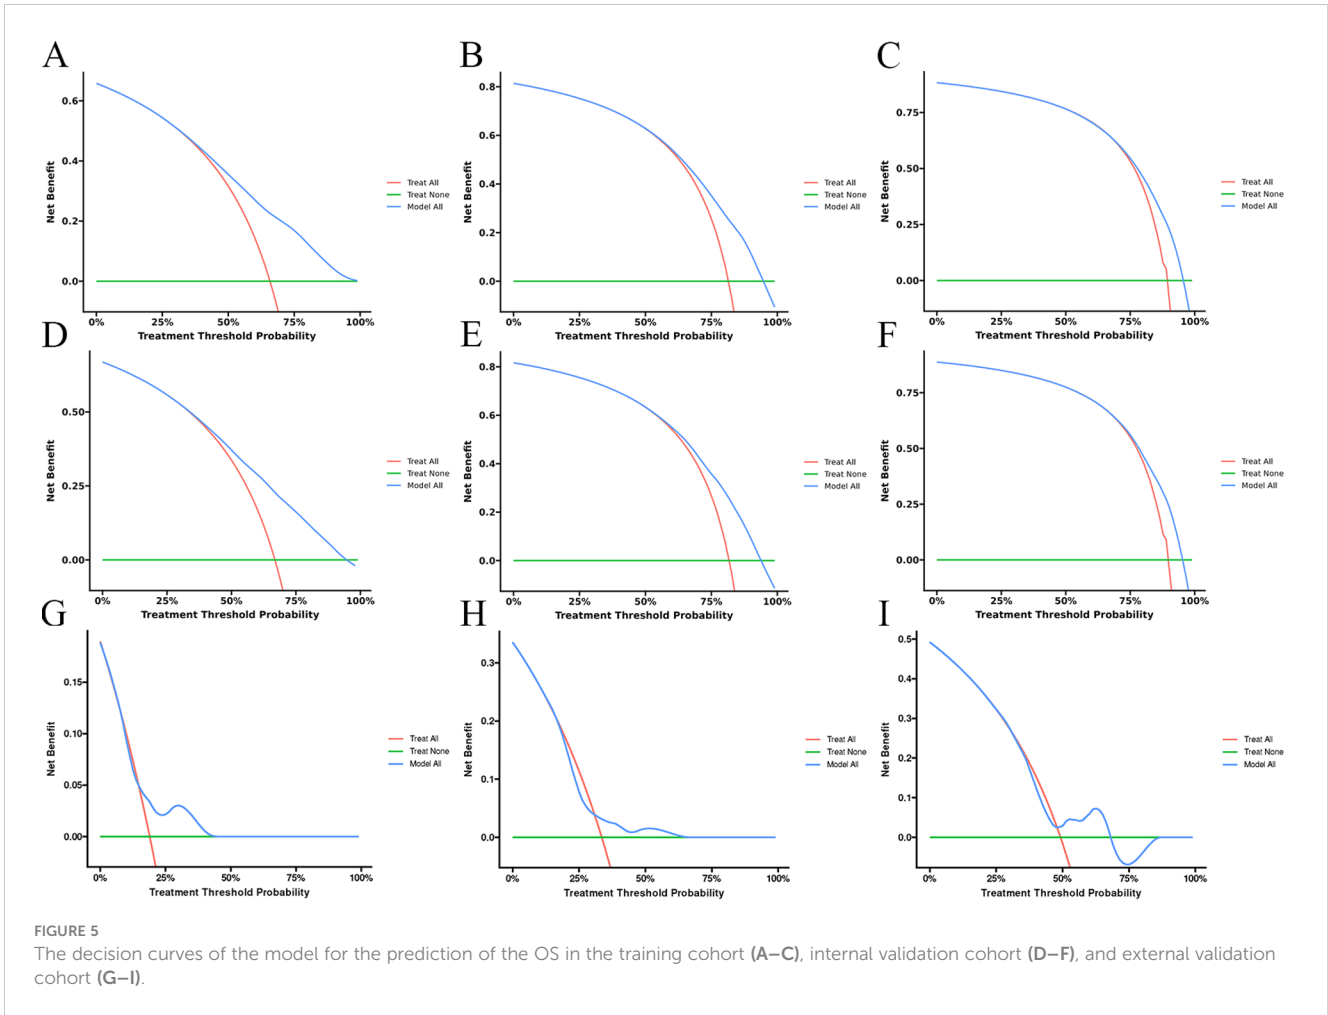 A
Net Benefit
0.6
0.4
0.2
0.0
0% 25% 50% 75% 100%
Treatment Threshold Probability
Treat All
Treat None
Model All
B
Net Benefit
0.8
0.6
0.4
0.2
0.0
0% 25% 50% 75% 100%
Treatment Threshold Probability
Treat All
Treat None
Model All
C
Net Benefit
0.75
0.50
0.25
0.00
0% 25% 50% 75% 100%
Treatment Threshold Probability
Treat All
Treat None
Model All
D
Net Benefit
0.50
0.25
0.00
0% 25% 50% 75% 100%
Treatment Threshold Probability
Treat All
Treat None
Model All
E
Net Benefit
0.8
0.6
0.4
0.2
0.0
0% 25% 50% 75% 100%
Treatment Threshold Probability
Treat All
Treat None
Model All
F
Net Benefit
0.75
0.50
0.25
0.00
0% 25% 50% 75% 100%
Treatment Threshold Probability
Treat All
Treat None
Model All
G
Net Benefit
0.15
0.10
0.05
0.00
0% 25% 50% 75% 100%
Treatment Threshold Probability
Treat All
Treat None
Model All
H
Net Benefit
0.3
0.2
0.1
0.0
0% 25% 50% 75% 100%
Treatment Threshold Probability
Treat All
Treat None
Model All
I
Net Benefit
0.5
0.4
0.3
0.2
0.1
0.0
0% 25% 50% 75% 100%
Treatment Threshold Probability
Treat All
Treat None
Model All
FIGURE 5
The decision curves of the model for the prediction of the OS in the training cohort (A–C), internal validation cohort (D–F), and external validation
cohort (G–I).